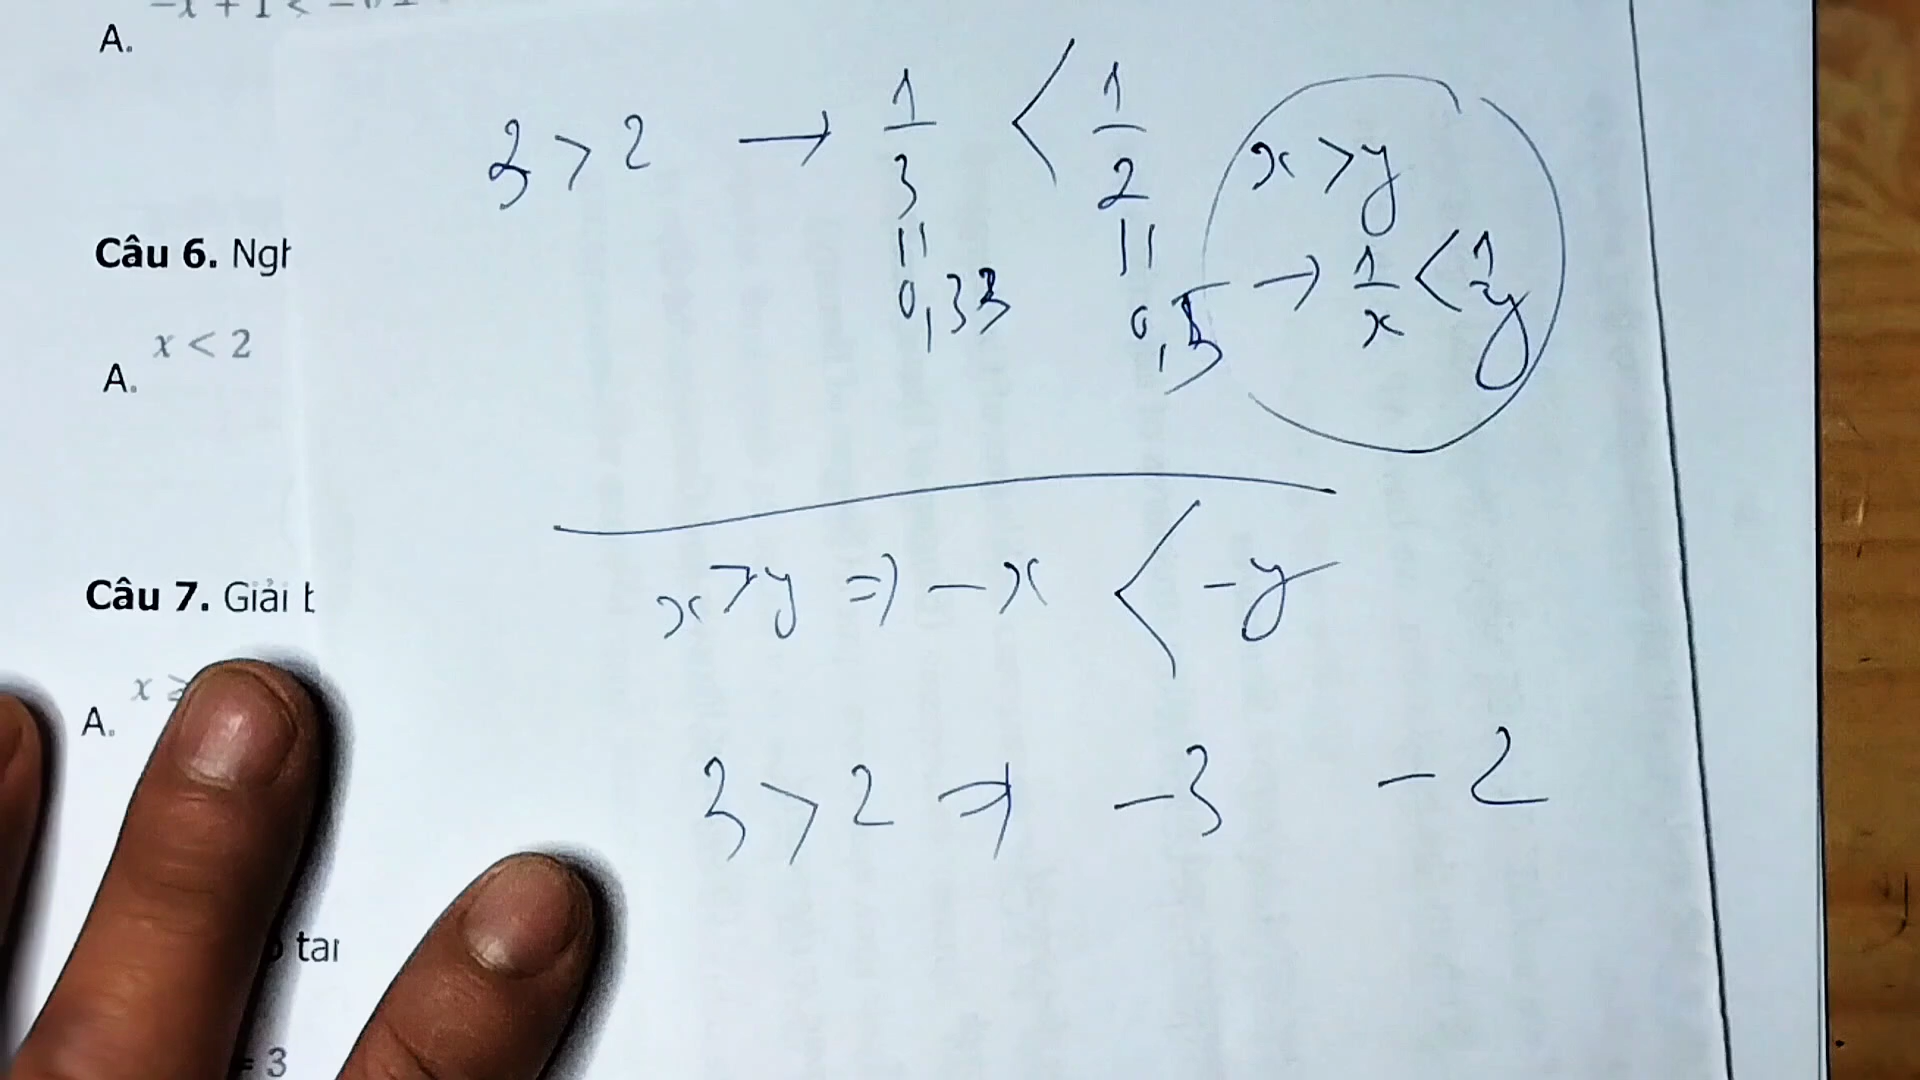 A.
3 > 2 → 1/3 < 1/2
|| ||
0,33 0,5
x > y
→ 1/x < 1/y
Câu 6. Ngh
x < 2
A.
x > y => -x < -y
Câu 7. Giải
x ≥
A.
3 > 2 => -3 -2
= 3